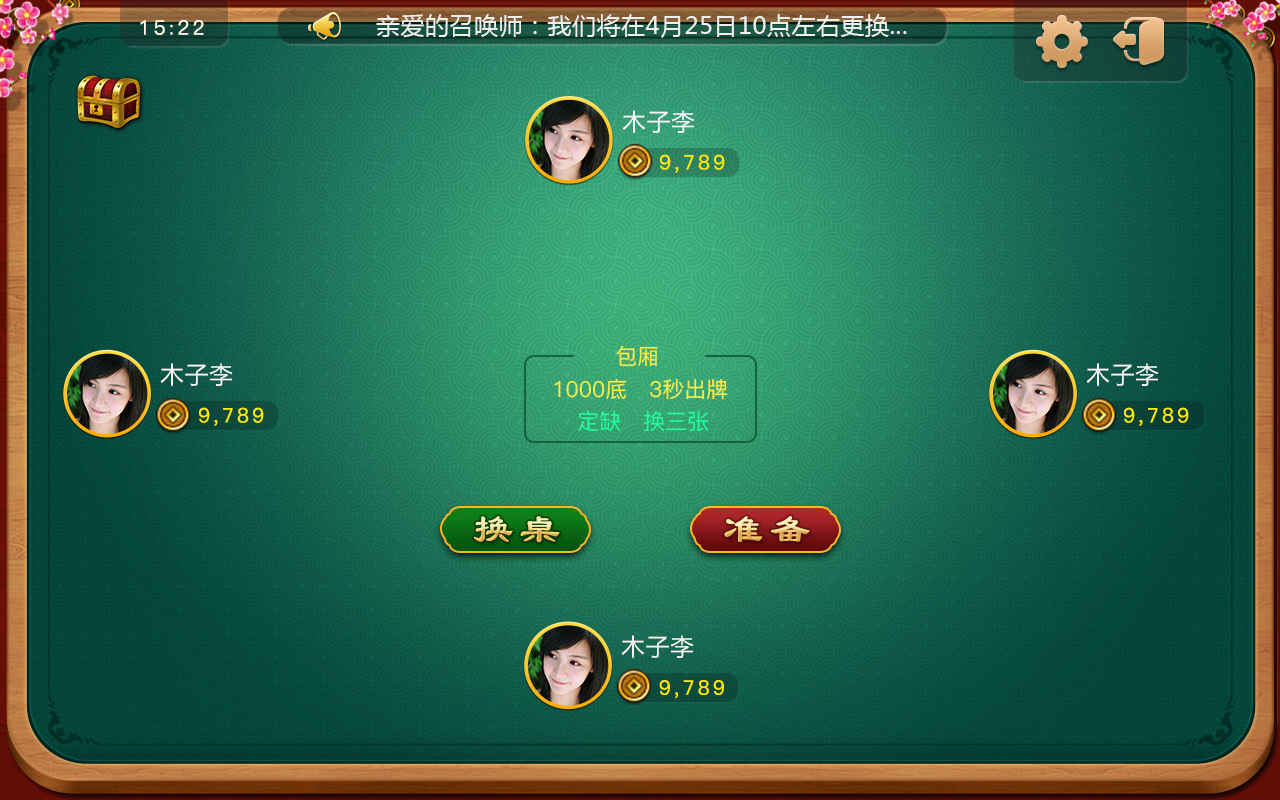 15:22
亲爱的召唤师：我们将在4月25日10点左右更换...
木子李
9,789
木子李
9,789
包厢
1000底 3秒出牌
定缺 换三张
木子李
9,789
换桌
准备
木子李
9,789